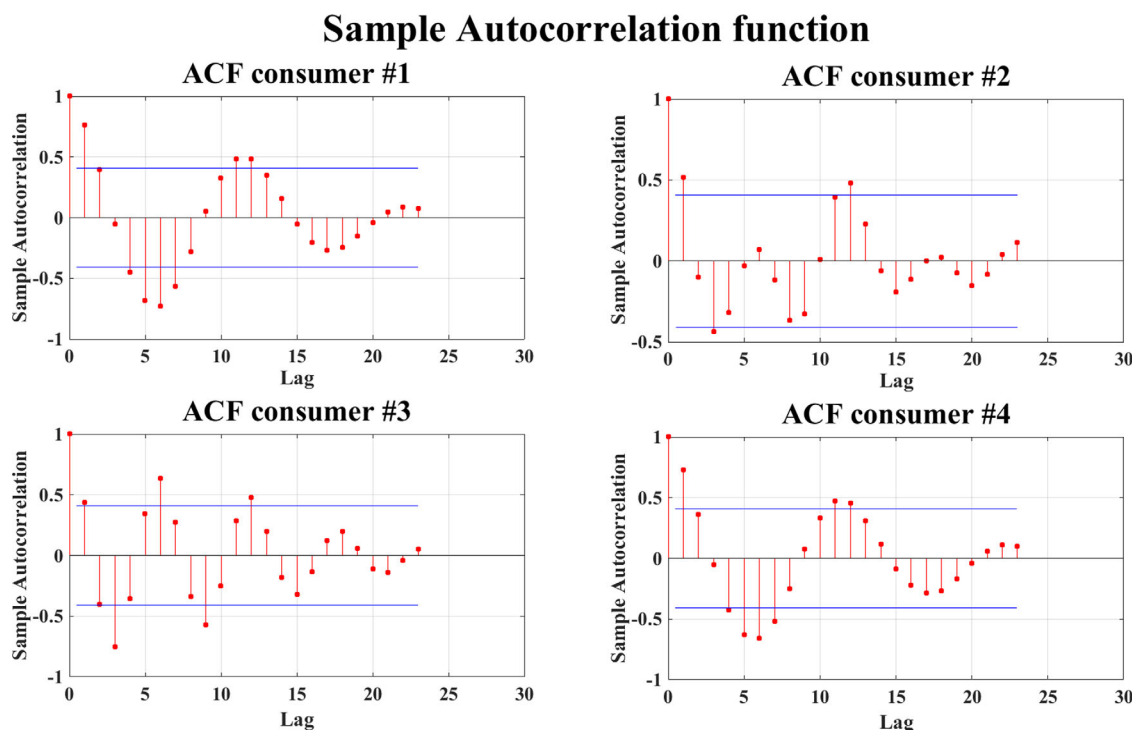 Sample Autocorrelation function
ACF consumer #1
Sample Autocorrelation
1
0.5
0
-0.5
-1
0 5 10 15 20 25 30
Lag
ACF consumer #2
Sample Autocorrelation
1
0.5
0
-0.5
0 5 10 15 20 25 30
Lag
ACF consumer #3
Sample Autocorrelation
1
0.5
0
-0.5
-1
0 5 10 15 20 25 30
Lag
ACF consumer #4
Sample Autocorrelation
1
0.5
0
-0.5
-1
0 5 10 15 20 25 30
Lag